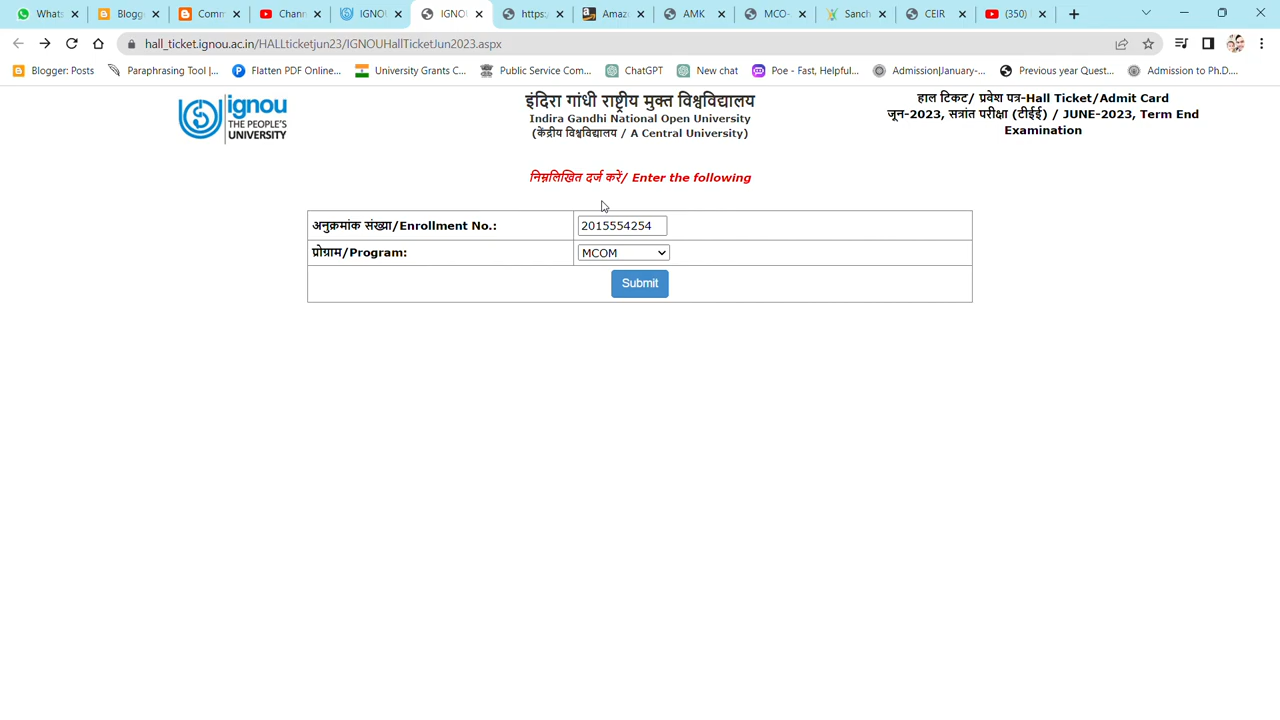 Whats
Blogg
Comm
Chann
IGNOU
IGNOU
https:
Amaz
AMK
MCO-
Sanch
CEIR
(350)
hall_ticket.ignou.ac.in/HALLticketjun23/IGNOUHallTicketJun2023.aspx
Blogger: Posts
Paraphrasing Tool |...
Flatten PDF Online...
University Grants C...
Public Service Com...
ChatGPT
New chat
Poe - Fast, Helpful...
Admission|January-...
Previous year Quest...
Admission to Ph.D....
ignou
THE PEOPLE'S
UNIVERSITY
इंदिरा गांधी राष्ट्रीय मुक्त विश्वविद्यालय
Indira Gandhi National Open University
(केंद्रीय विश्वविद्यालय / A Central University)
हाल टिकट/ प्रवेश पत्र-Hall Ticket/Admit Card
जून-2023, सत्रांत परीक्षा (टीईई) / JUNE-2023, Term End
Examination
निम्नलिखित दर्ज करें/ Enter the following
अनुक्रमांक संख्या/Enrollment No.: 2015554254
प्रोग्राम/Program: MCOM
Submit